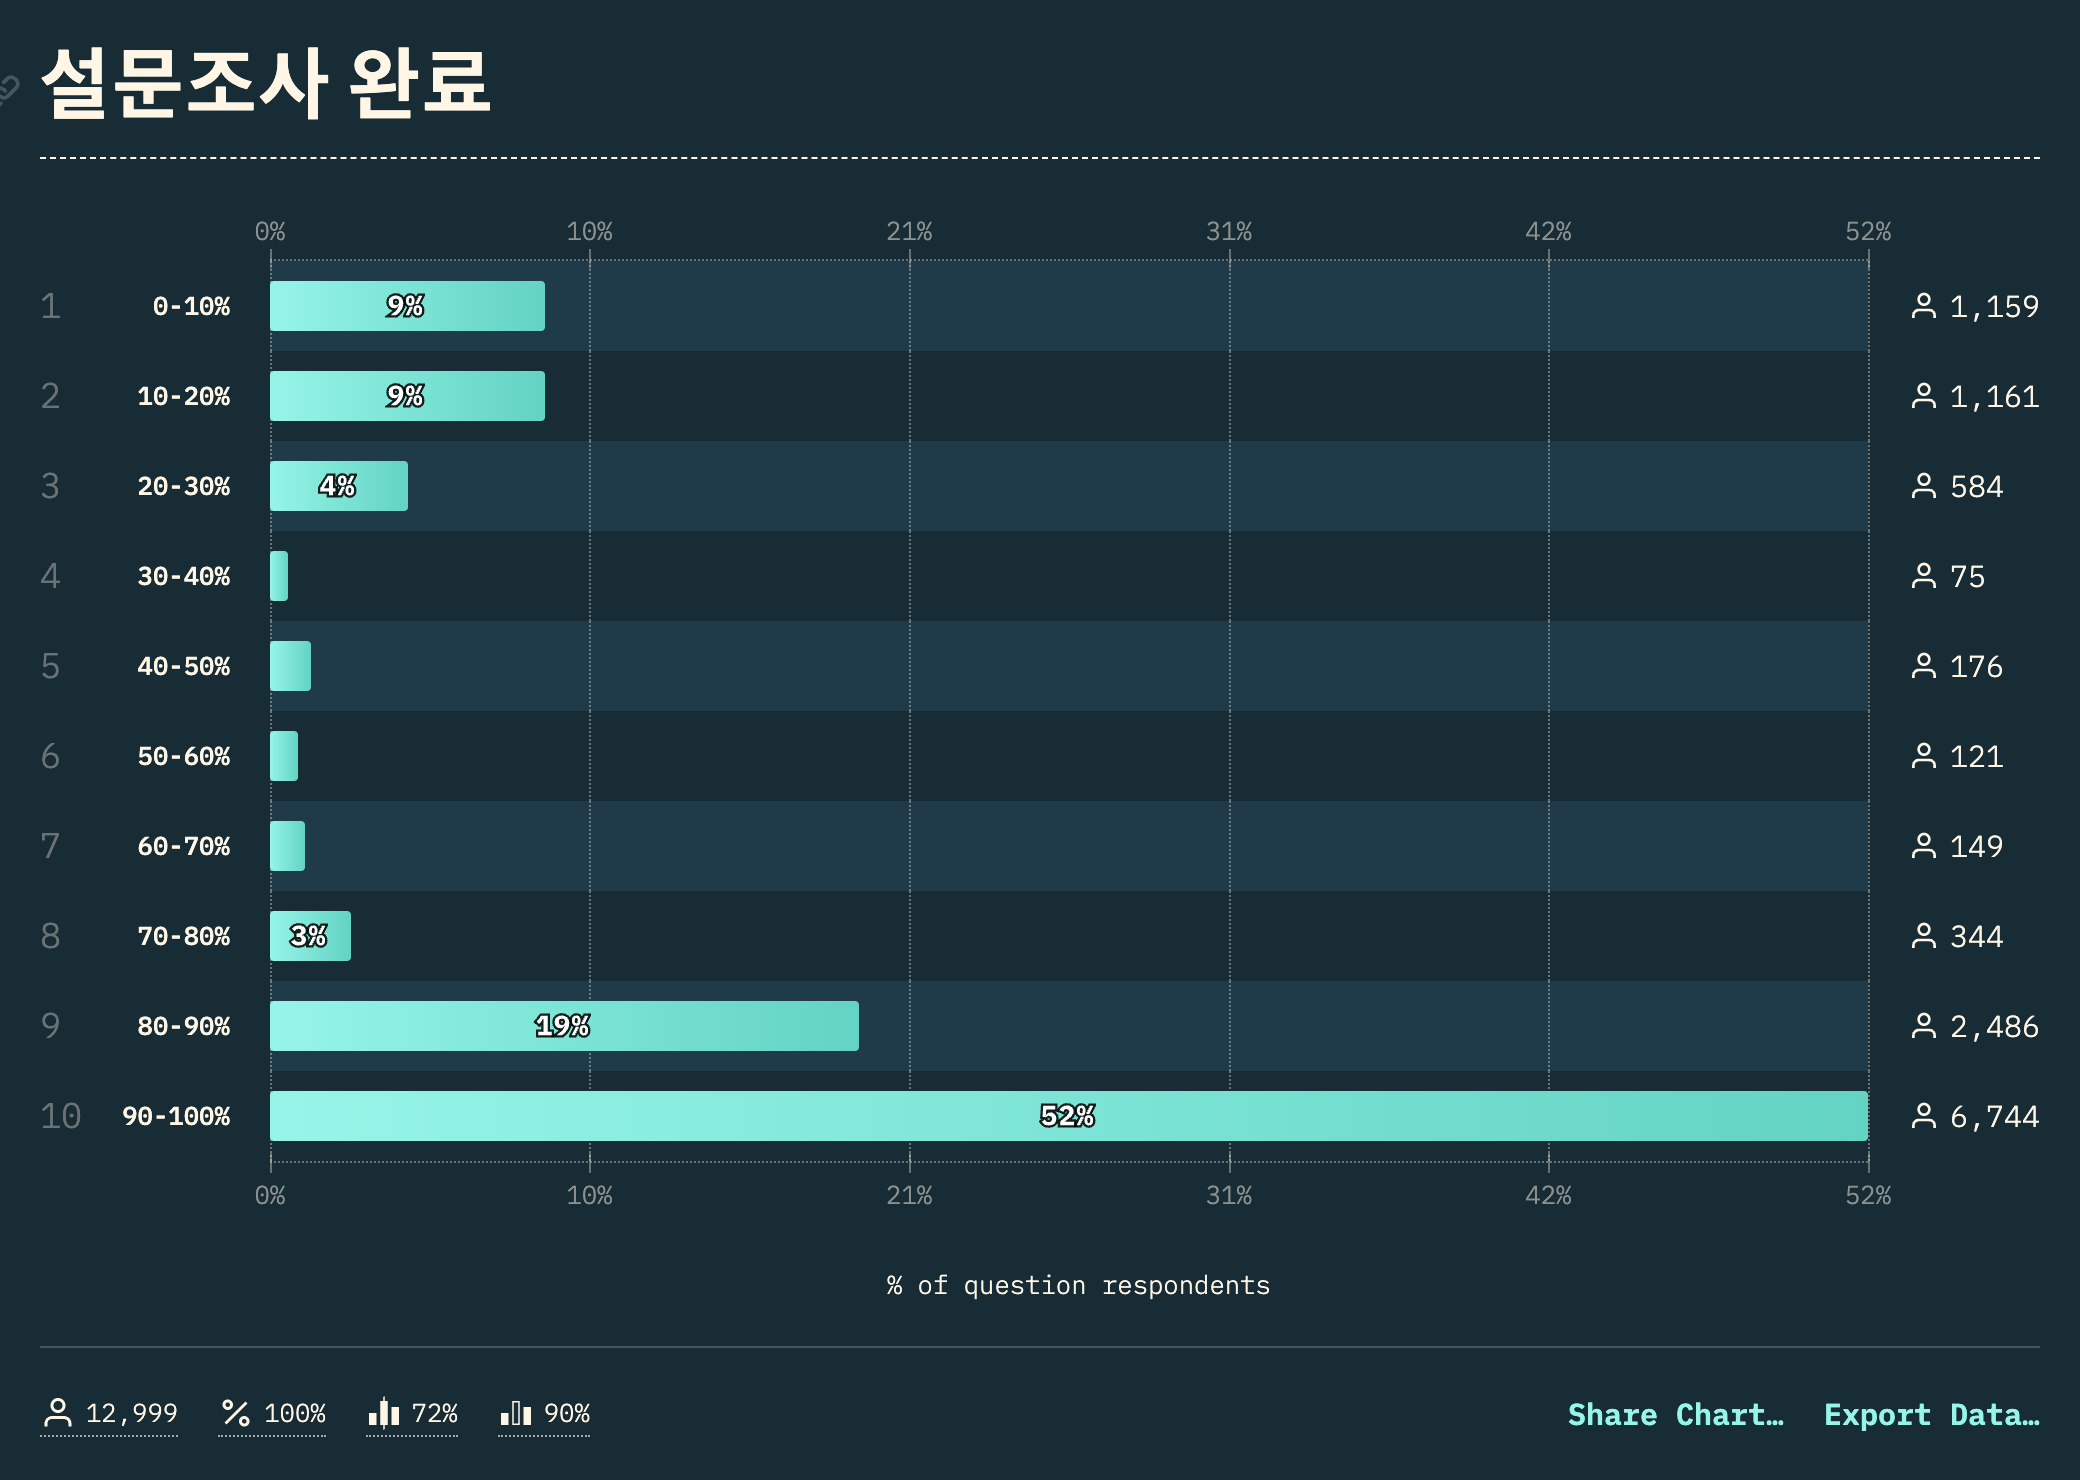 설문조사 완료
0% 10% 21% 31% 42% 52%
1 0-10% 9% 1,159
2 10-20% 9% 1,161
3 20-30% 4% 584
4 30-40% 75
5 40-50% 176
6 50-60% 121
7 60-70% 149
8 70-80% 3% 344
9 80-90% 19% 2,486
10 90-100% 52% 6,744
0% 10% 21% 31% 42% 52%
% of question respondents
12,999 100% 72% 90% Share Chart… Export Data…